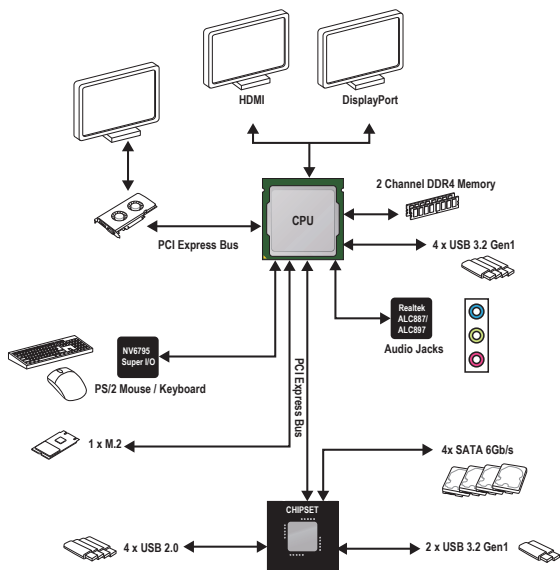 HDMI
DisplayPort
CPU
2 Channel DDR4 Memory
PCI Express Bus
4 x USB 3.2 Gen1
Realtek
ALC887/
ALC897
Audio Jacks
NV6795
Super I/O
PS/2 Mouse / Keyboard
PCI Express Bus
1 x M.2
4x SATA 6Gb/s
CHIPSET
4 x USB 2.0
2 x USB 3.2 Gen1